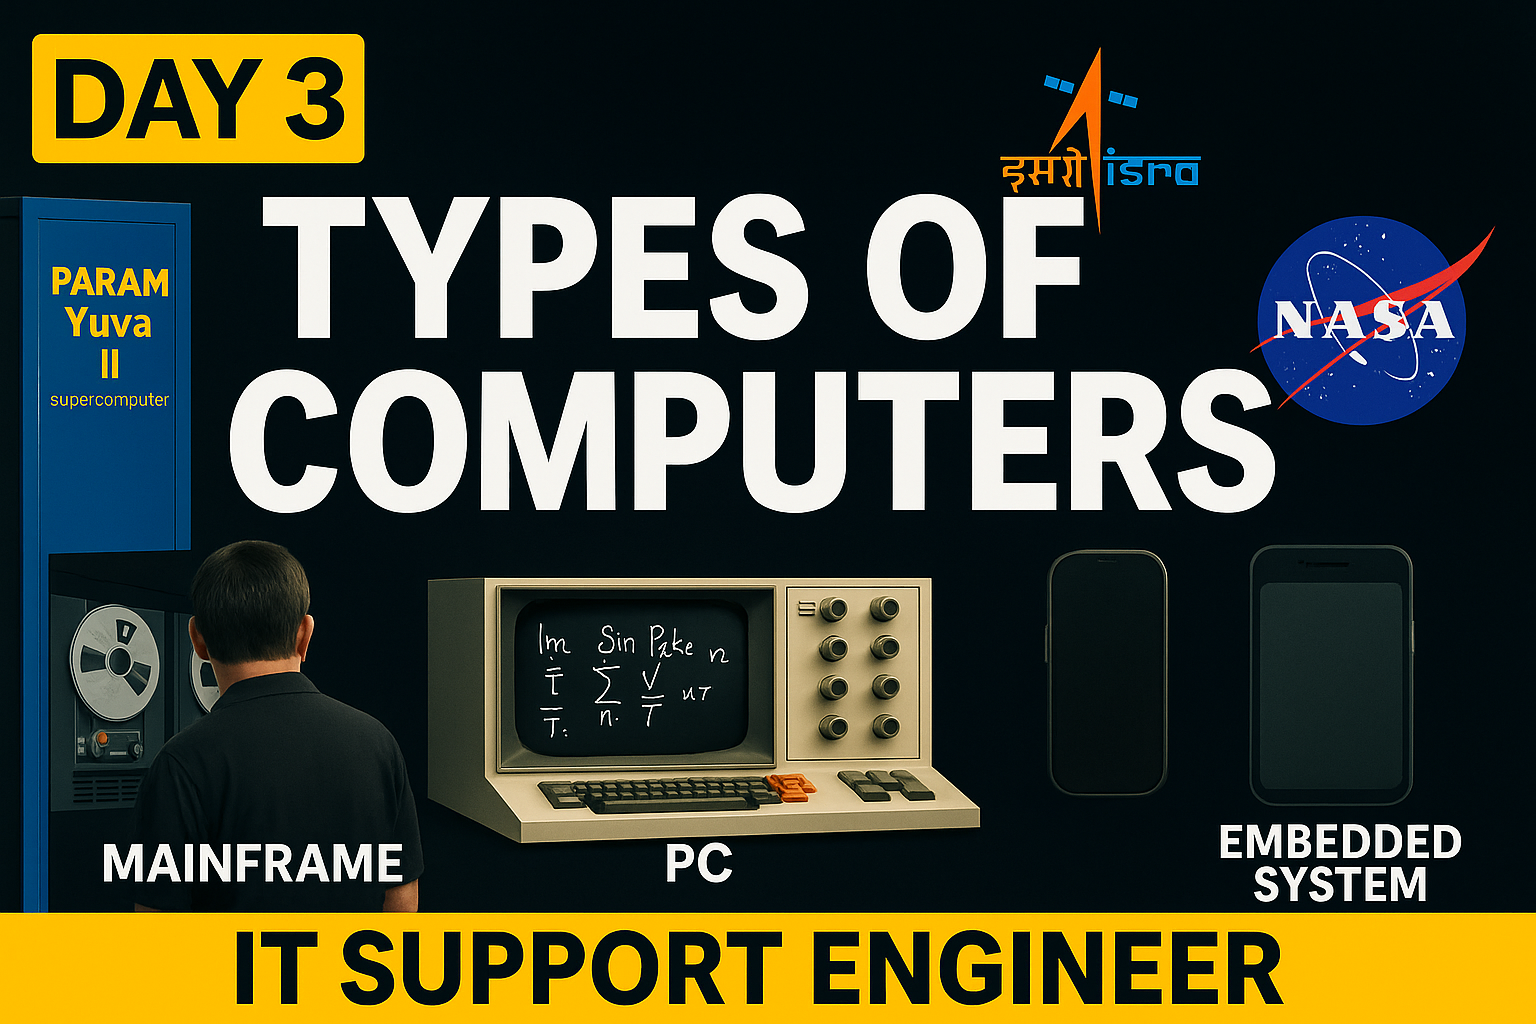 DAY 3
इसरो isro
TYPES OF
COMPUTERS
NASA
PARAM
Yuva
II
supercomputer
Sin
n
n.
T
MAINFRAME
PC
EMBEDDED
SYSTEM
IT SUPPORT ENGINEER